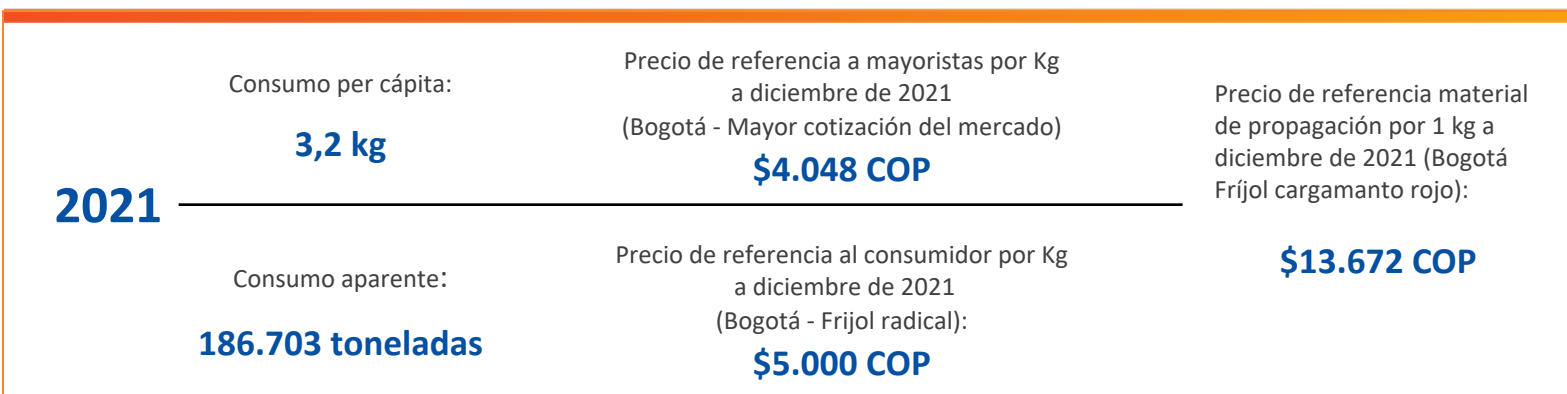 2021
Consumo per cápita:
3,2 kg
Precio de referencia a mayoristas por Kg
a diciembre de 2021
(Bogotá - Mayor cotización del mercado)
$4.048 COP
Consumo aparente:
186.703 toneladas
Precio de referencia al consumidor por Kg
a diciembre de 2021
(Bogotá - Frijol radical):
$5.000 COP
Precio de referencia material
de propagación por 1 kg a
diciembre de 2021 (Bogotá
Fríjol cargamanto rojo):
$13.672 COP